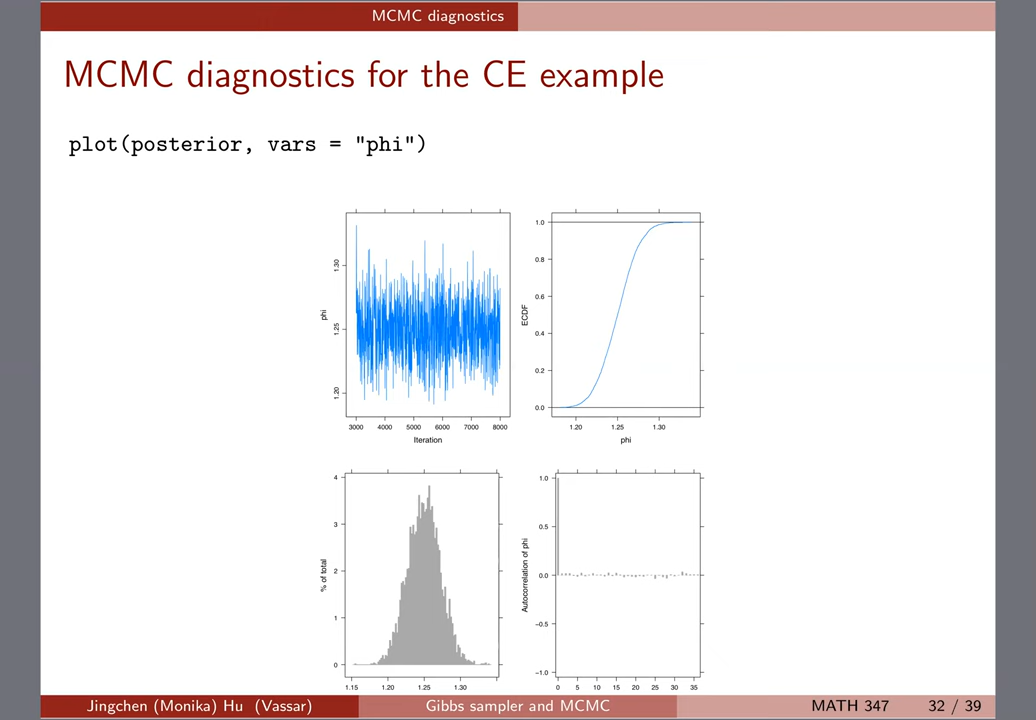 MCMC diagnostics
MCMC diagnostics for the CE example
plot(posterior, vars = "phi")
phi
1.30
1.25
1.20
3000 4000 5000 6000 7000 8000
Iteration
ECDF
1.0
0.8
0.6
0.4
0.2
0.0
1.20 1.25 1.30
phi
% of total
4
3
2
1
0
1.15 1.20 1.25 1.30
Autocorrelation of phi
1.0
0.5
0.0
−0.5
−1.0
0 5 10 15 20 25 30 35
Jingchen (Monika) Hu (Vassar) Gibbs sampler and MCMC MATH 347 32 / 39